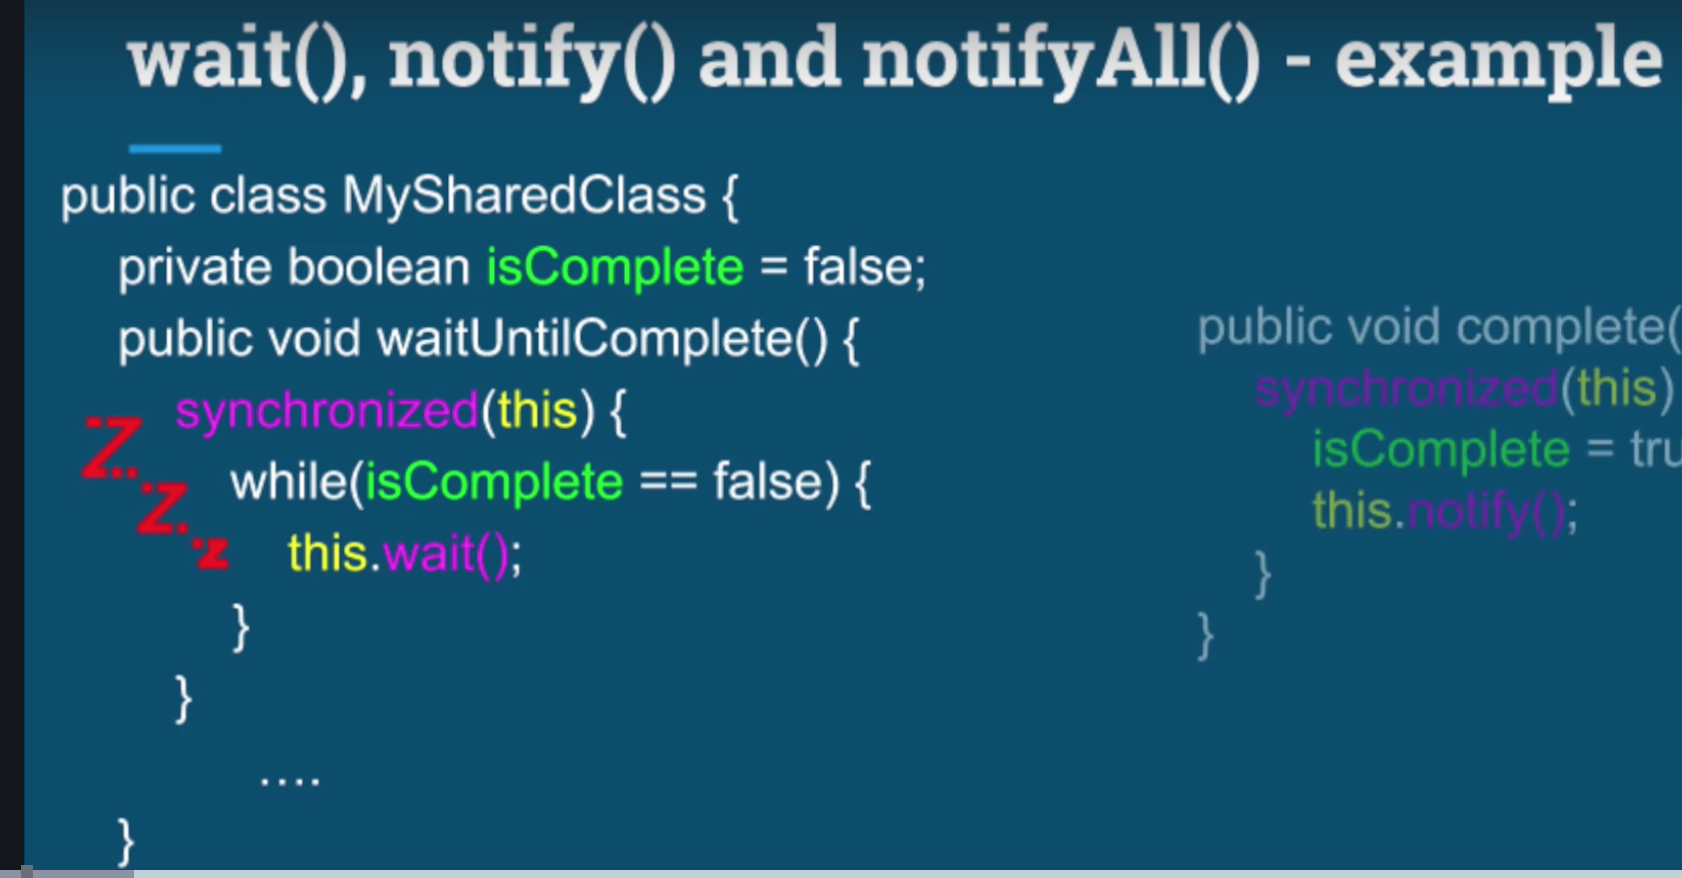 wait(), notify() and notifyAll() - example
public class MySharedClass {
private boolean isComplete = false;
public void waitUntilComplete() {
synchronized(this) {
while(isComplete == false) {
this.wait();
}
}
....
}
Z..
Z.
z
public void complete(
synchronized(this)
isComplete = tru
this.notify();
}
}